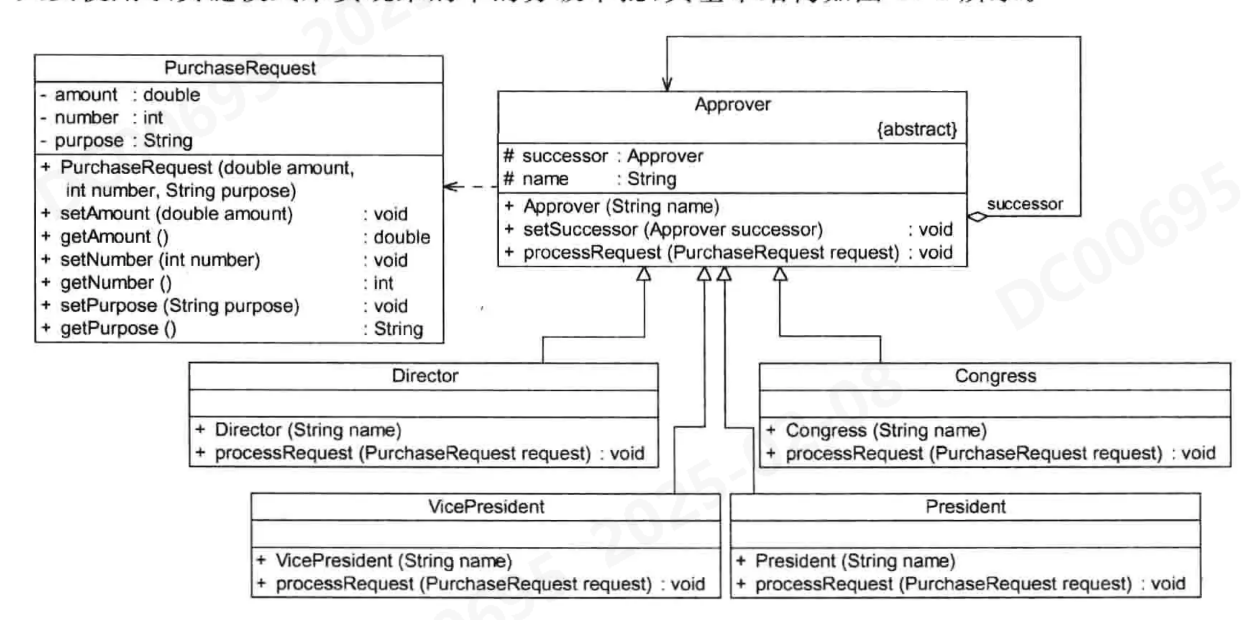 PurchaseRequest
- amount : double
- number : int
- purpose : String
+ PurchaseRequest (double amount,
int number, String purpose)
+ setAmount (double amount) : void
+ getAmount () : double
+ setNumber (int number) : void
+ getNumber () : int
+ setPurpose (String purpose) : void
+ getPurpose () : String
Approver
{abstract}
# successor : Approver
# name : String
+ Approver (String name)
+ setSuccessor (Approver successor) : void
+ processRequest (PurchaseRequest request) : void
successor
DC00695
Director
+ Director (String name)
+ processRequest (PurchaseRequest request) : void
Congress
+ Congress (String name)
+ processRequest (PurchaseRequest request) : void
VicePresident
+ VicePresident (String name)
+ processRequest (PurchaseRequest request) : void
President
+ President (String name)
+ processRequest (PurchaseRequest request) : void